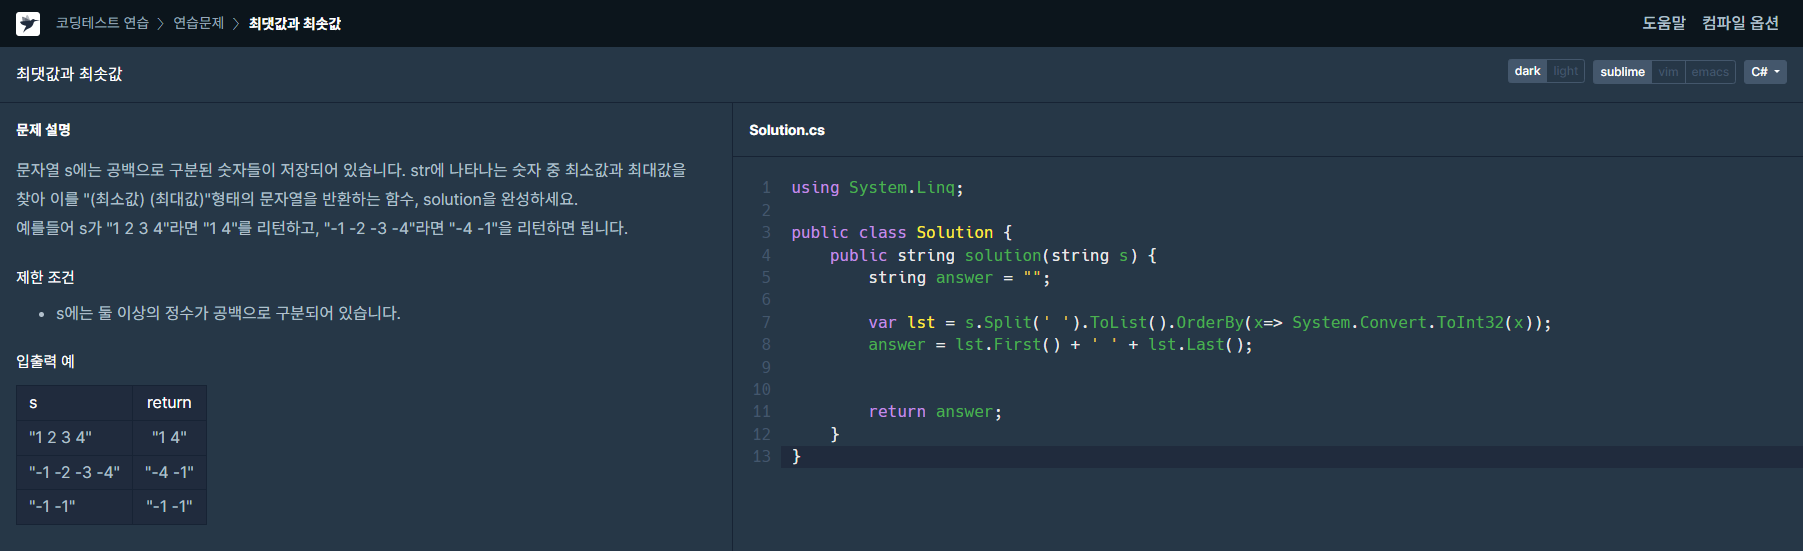 코딩테스트 연습 > 연습문제 > 최댓값과 최솟값
도움말 컴파일 옵션
최댓값과 최솟값
dark light sublime vim emacs C#
문제 설명
문자열 s에는 공백으로 구분된 숫자들이 저장되어 있습니다. str에 나타나는 숫자 중 최소값과 최대값을
찾아 이를 "(최소값) (최대값)"형태의 문자열을 반환하는 함수, solution을 완성하세요.
예를들어 s가 "1 2 3 4"라면 "1 4"를 리턴하고, "-1 -2 -3 -4"라면 "-4 -1"을 리턴하면 됩니다.
제한 조건
• s에는 둘 이상의 정수가 공백으로 구분되어 있습니다.
입출력 예
s return
"1 2 3 4" "1 4"
"-1 -2 -3 -4" "-4 -1"
"-1 -1" "-1 -1"
Solution.cs
1 using System.Linq;
2
3 public class Solution {
4     public string solution(string s) {
5         string answer = "";
6
7         var lst = s.Split(' ').ToList().OrderBy(x=> System.Convert.ToInt32(x));
8         answer = lst.First() + ' ' + lst.Last();
9
10
11         return answer;
12     }
13 }